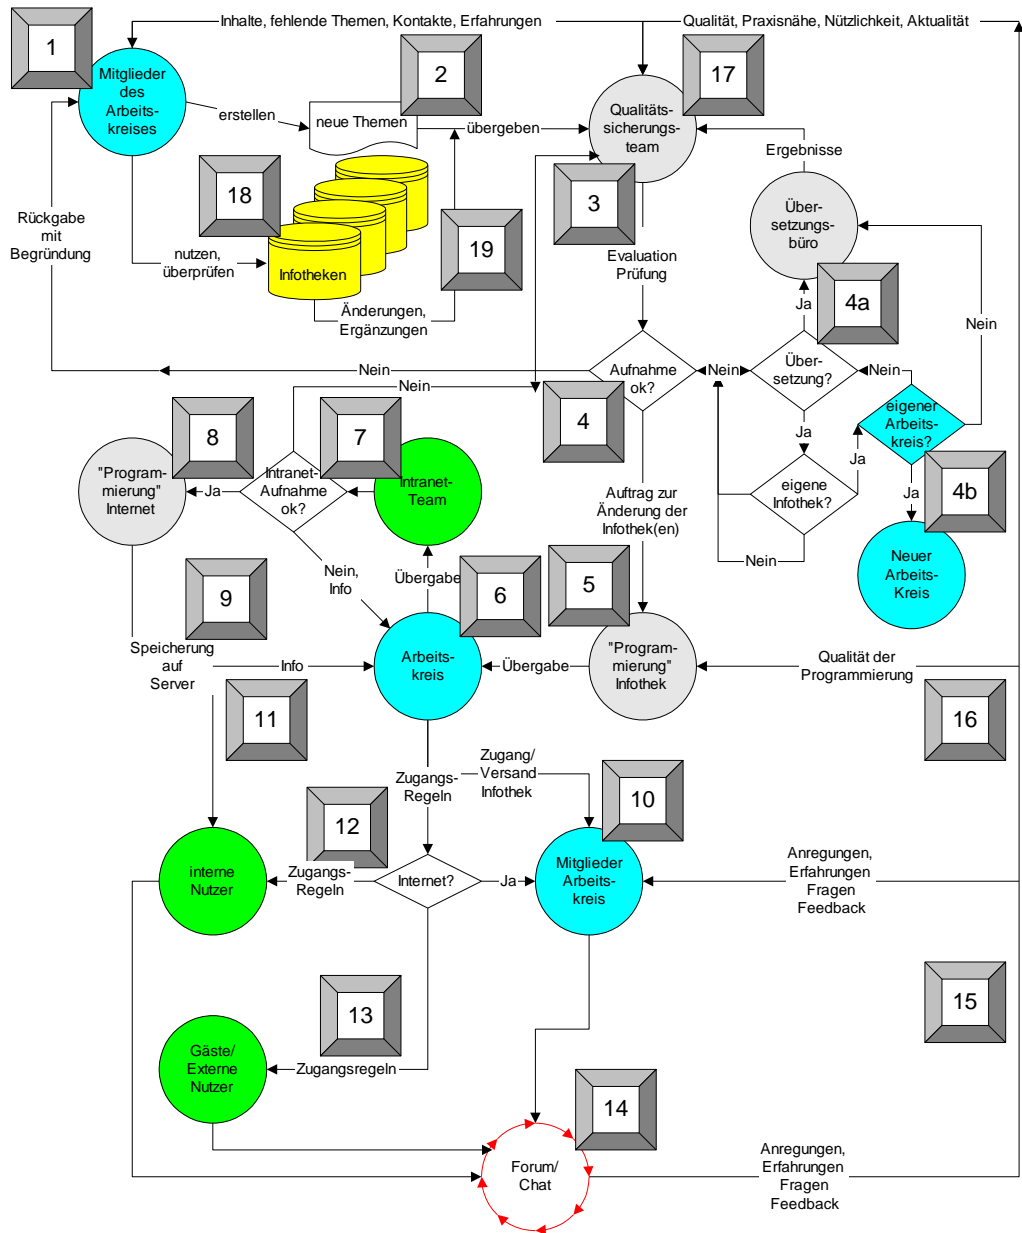 Inhalte, fehlende Themen, Kontakte, Erfahrungen
Qualität, Praxisnähe, Nützlichkeit, Aktualität
1
2
17
Mitglieder
des
Arbeits-
kreises
erstellen
neue Themen
übergeben
Qualitäts-
sicherungs-
team
Ergebnisse
18
3
19
Über-
setzungs-
büro
Rückgabe
mit
Begründung
nutzen,
überprüfen
Infotheken
Evaluation
Prüfung
Änderungen,
Ergänzungen
Ja
4a
Nein
Nein
Nein
Aufnahme
ok?
Nein
Über-
setzung?
Nein
4
eigener
Arbeits-
kreis?
8
7
Ja
Ja
"Program-
mierung"
Internet
Ja
Intranet-
Aufnahme
ok?
Intranet-
Team
eigene
Infothek?
Ja
4b
Auftrag zur
Änderung der
Infothek(en)
Nein
Neuer
Arbeits-
Kreis
Nein,
Info
Übergabe
9
6
5
Speicherung
auf
Server
Info
Arbeits-
kreis
Übergabe
"Program-
mierung"
Infothek
Qualität der
Programmierung
11
16
Zugangs-
Regeln
Zugang/
Versand
Infothek
10
12
interne
Nutzer
Zugangs-
Regeln
Internet?
Ja
Mitglieder
Arbeits-
kreis
Anregungen,
Erfahrungen
Fragen
Feedback
13
15
Gäste/
Externe
Nutzer
Zugangsregeln
14
Forum/
Chat
Anregungen,
Erfahrungen
Fragen
Feedback